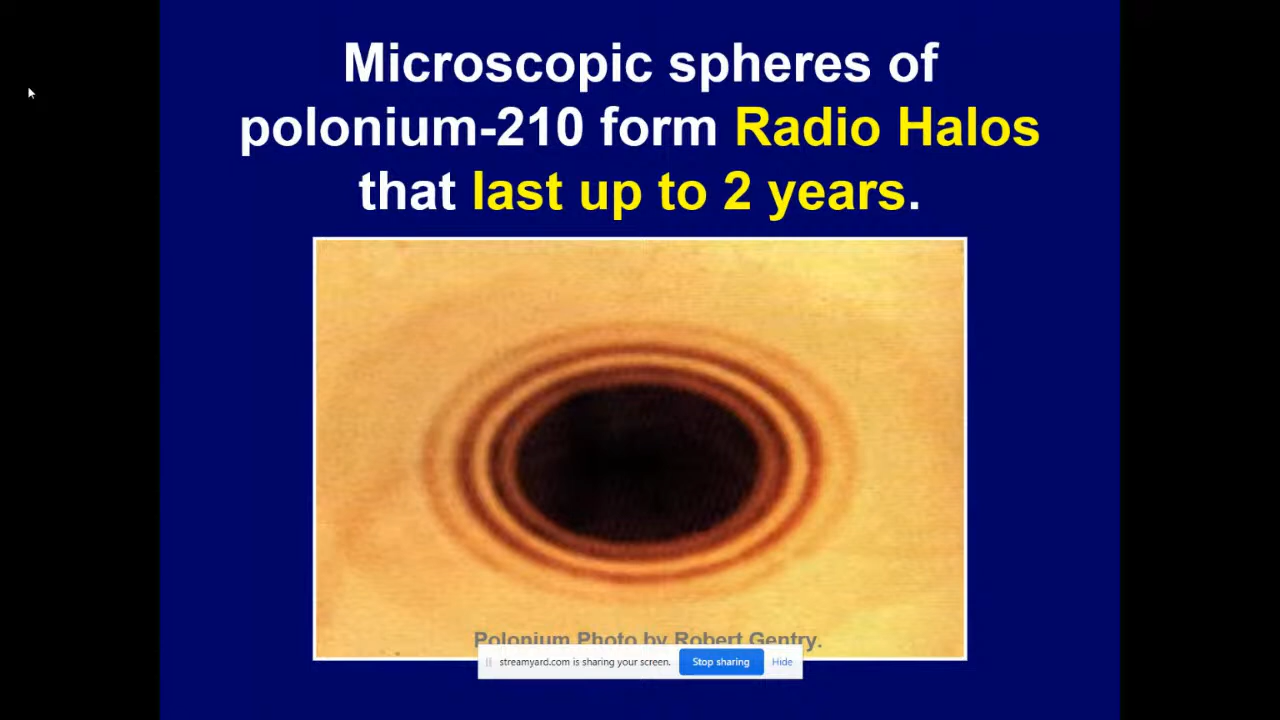 Microscopic spheres of
polonium-210 form Radio Halos
that last up to 2 years.
Polonium Photo by Robert Gentry.
streamyard.com is sharing your screen. Stop sharing Hide